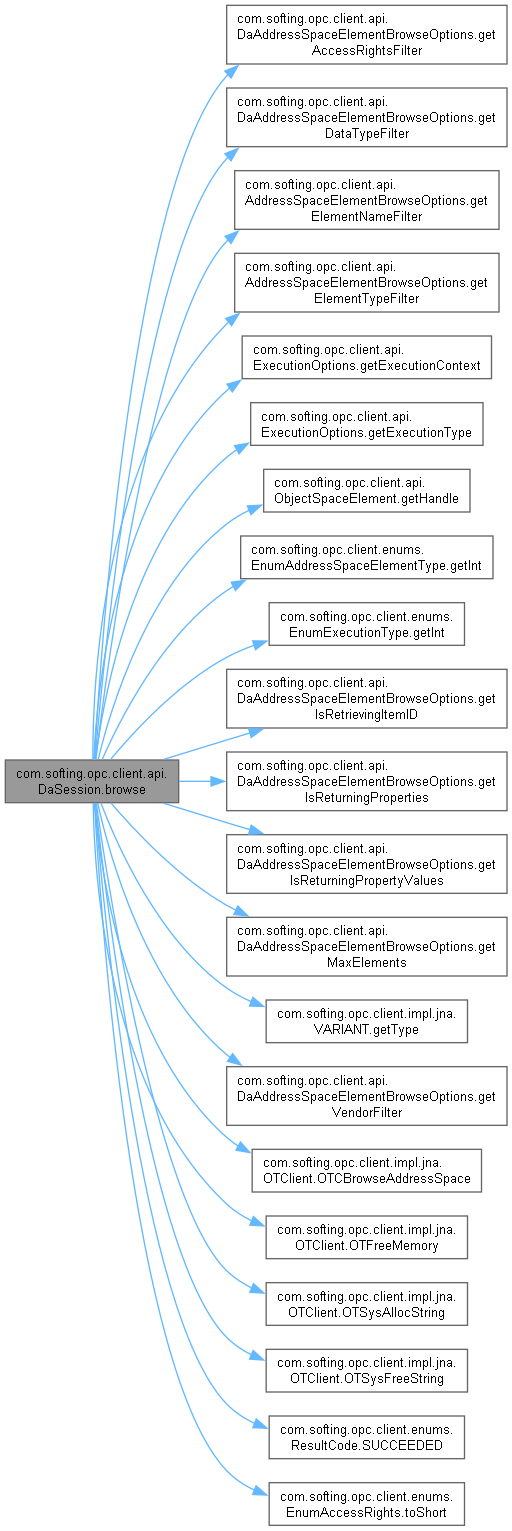 com.softing.opc.client.api.
DaAddressSpaceElementBrowseOptions.get
AccessRightsFilter
com.softing.opc.client.api.
DaAddressSpaceElementBrowseOptions.get
DataTypeFilter
com.softing.opc.client.api.
AddressSpaceElementBrowseOptions.get
ElementNameFilter
com.softing.opc.client.api.
AddressSpaceElementBrowseOptions.get
ElementTypeFilter
com.softing.opc.client.api.
ExecutionOptions.getExecutionContext
com.softing.opc.client.api.
ExecutionOptions.getExecutionType
com.softing.opc.client.api.
ObjectSpaceElement.getHandle
com.softing.opc.client.enums.
EnumAddressSpaceElementType.getInt
com.softing.opc.client.enums.
EnumExecutionType.getInt
com.softing.opc.client.api.
DaAddressSpaceElementBrowseOptions.get
IsRetrievingItemID
com.softing.opc.client.api.
DaSession.browse
com.softing.opc.client.api.
DaAddressSpaceElementBrowseOptions.get
IsReturningProperties
com.softing.opc.client.api.
DaAddressSpaceElementBrowseOptions.get
IsReturningPropertyValues
com.softing.opc.client.api.
DaAddressSpaceElementBrowseOptions.get
MaxElements
com.softing.opc.client.impl.jna.
VARIANT.getType
com.softing.opc.client.api.
DaAddressSpaceElementBrowseOptions.get
VendorFilter
com.softing.opc.client.impl.jna.
OTClient.OTCBrowseAddressSpace
com.softing.opc.client.impl.jna.
OTClient.OTFreeMemory
com.softing.opc.client.impl.jna.
OTClient.OTSysAllocString
com.softing.opc.client.impl.jna.
OTClient.OTSysFreeString
com.softing.opc.client.enums.
ResultCode.SUCCEEDED
com.softing.opc.client.enums.
EnumAccessRights.toShort